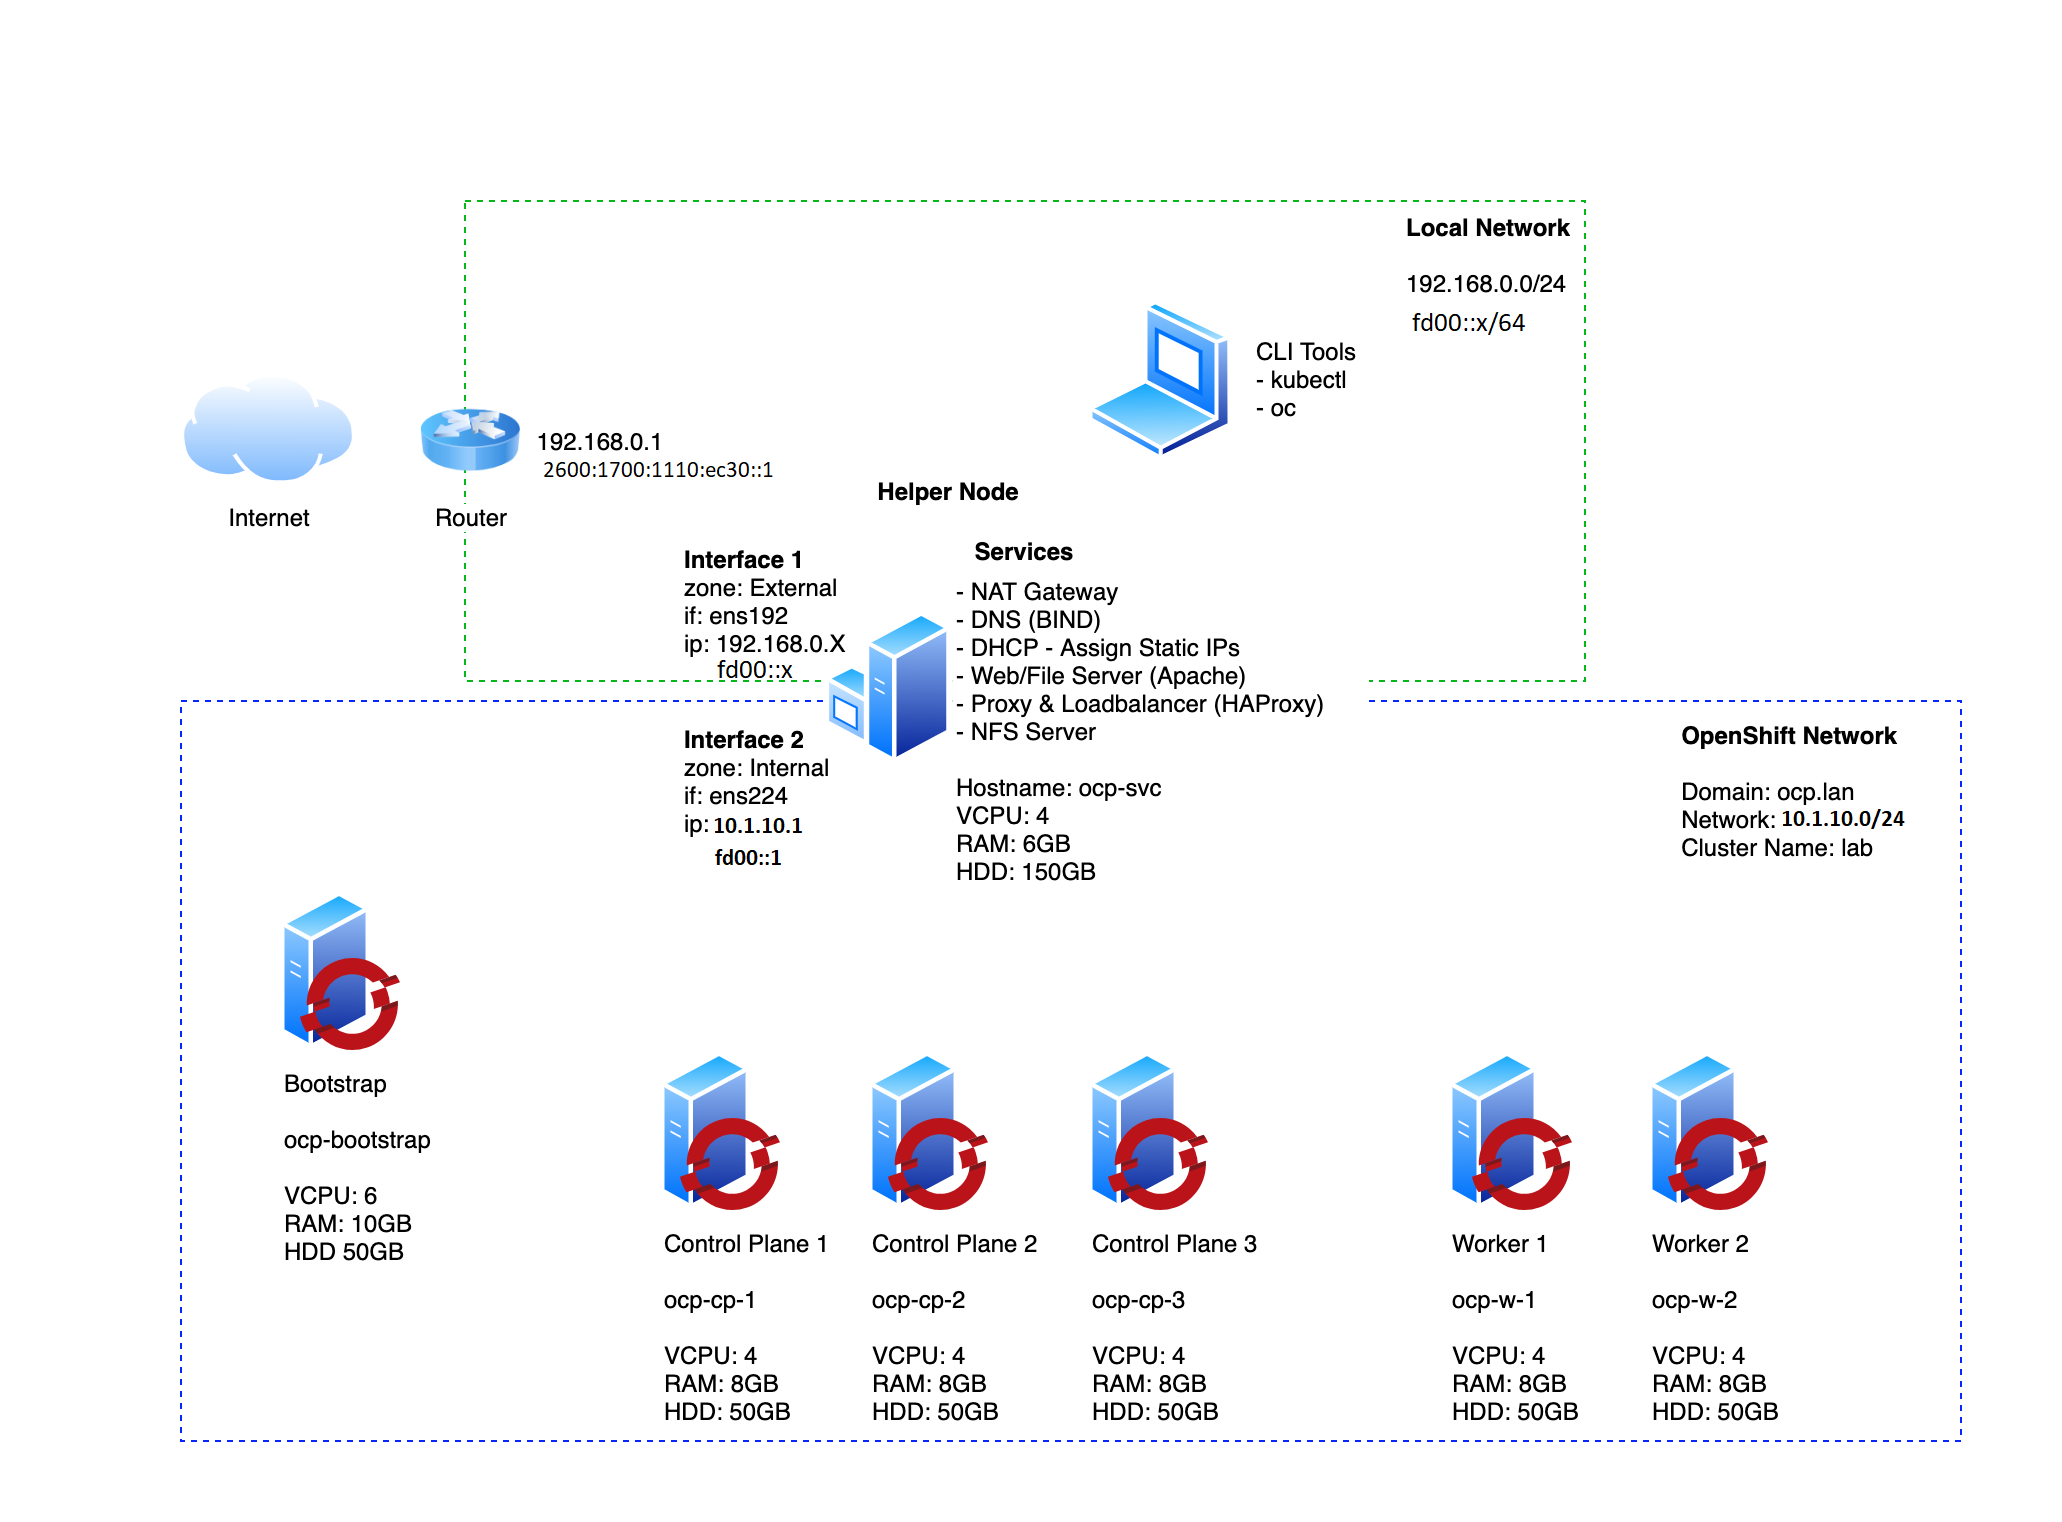 Local Network
192.168.0.0/24
fd00::x/64
CLI Tools
- kubectl
- oc
Internet
Router
192.168.0.1
2600:1700:1110:ec30::1
Helper Node
Interface 1
zone: External
if: ens192
ip: 192.168.0.X
fd00::x
Services
- NAT Gateway
- DNS (BIND)
- DHCP - Assign Static IPs
- Web/File Server (Apache)
- Proxy & Loadbalancer (HAProxy)
- NFS Server
Interface 2
zone: Internal
if: ens224
ip: 10.1.10.1
fd00::1
Hostname: ocp-svc
VCPU: 4
RAM: 6GB
HDD: 150GB
OpenShift Network
Domain: ocp.lan
Network: 10.1.10.0/24
Cluster Name: lab
Bootstrap
ocp-bootstrap
VCPU: 6
RAM: 10GB
HDD 50GB
Control Plane 1
ocp-cp-1
VCPU: 4
RAM: 8GB
HDD: 50GB
Control Plane 2
ocp-cp-2
VCPU: 4
RAM: 8GB
HDD: 50GB
Control Plane 3
ocp-cp-3
VCPU: 4
RAM: 8GB
HDD: 50GB
Worker 1
ocp-w-1
VCPU: 4
RAM: 8GB
HDD: 50GB
Worker 2
ocp-w-2
VCPU: 4
RAM: 8GB
HDD: 50GB